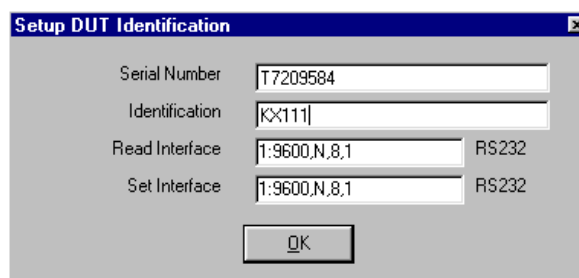 Setup DUT Identification
Serial Number T7209584
Identification KX111
Read Interface 1:9600,N,8,1 RS232
Set Interface 1:9600,N,8,1 RS232
OK